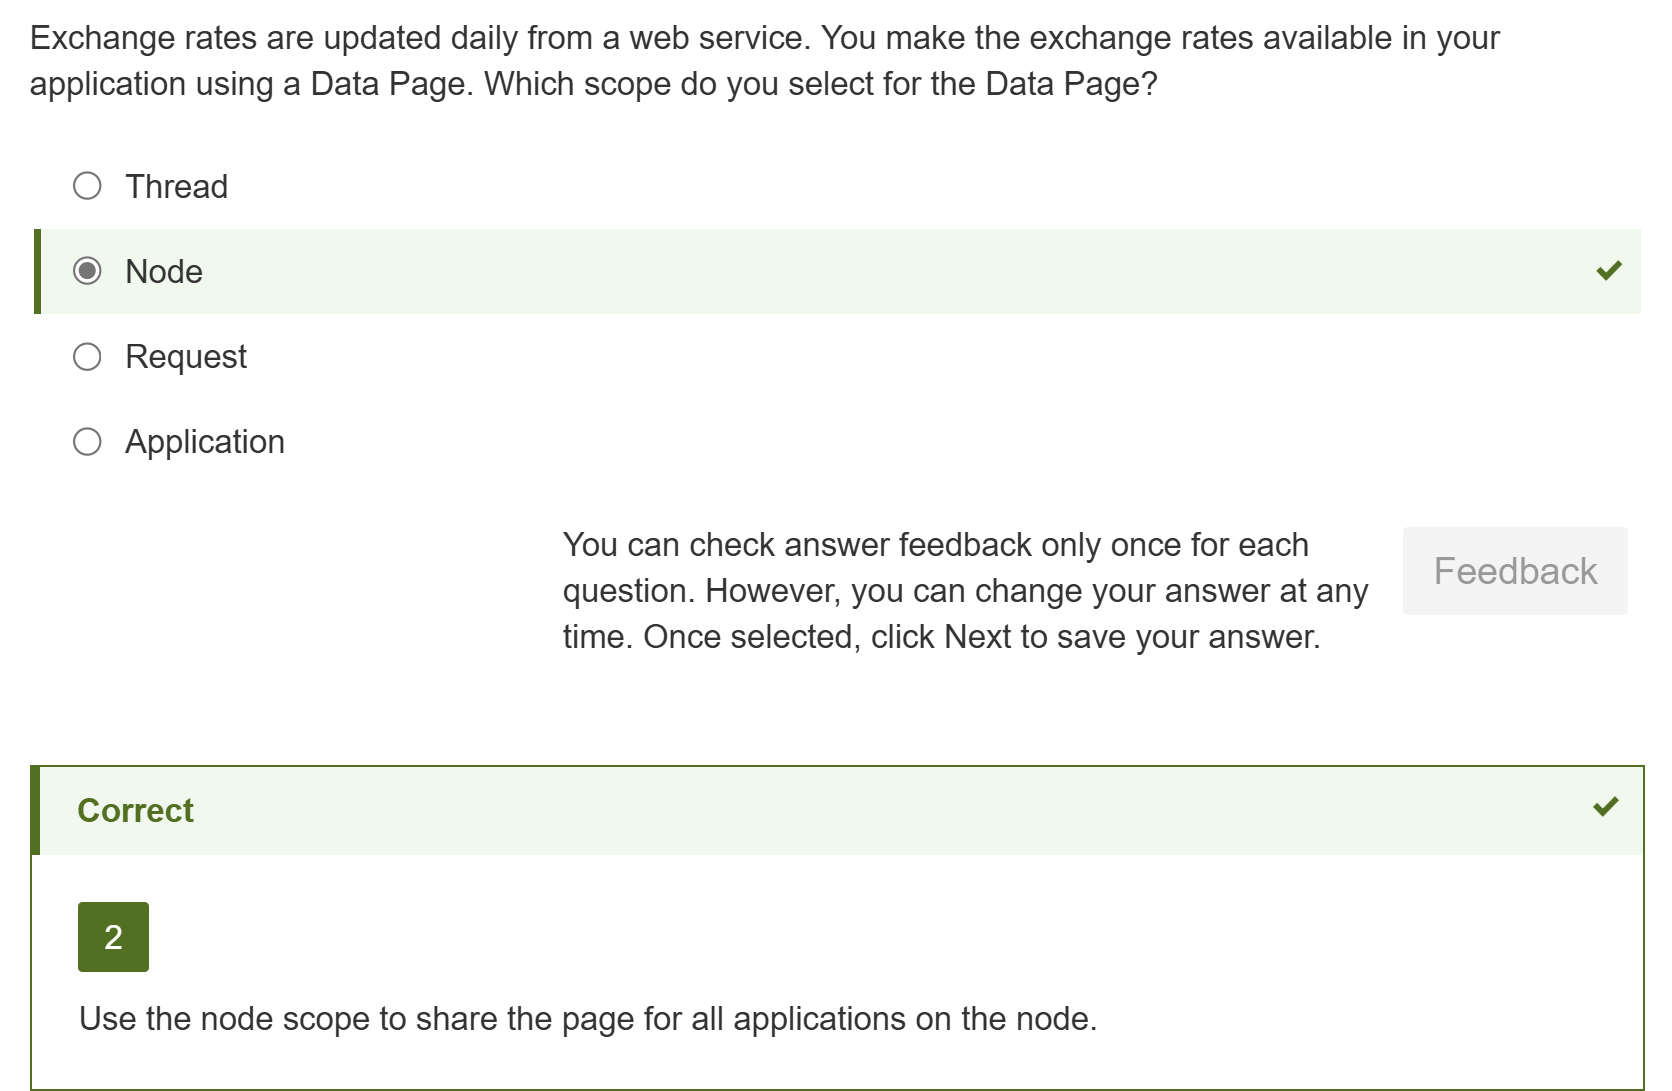 Exchange rates are updated daily from a web service. You make the exchange rates available in your
application using a Data Page. Which scope do you select for the Data Page?
Thread
Node
Request
Application
You can check answer feedback only once for each
question. However, you can change your answer at any
time. Once selected, click Next to save your answer.
Feedback
Correct
2
Use the node scope to share the page for all applications on the node.